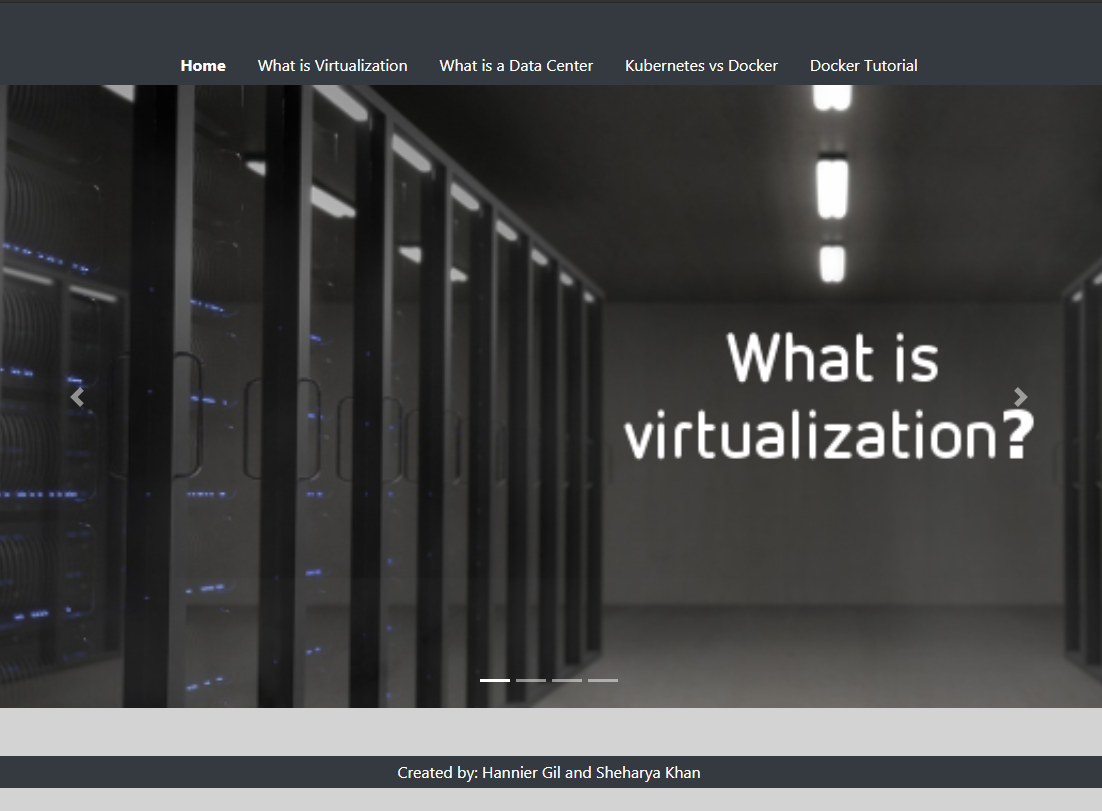 Home What is Virtualization What is a Data Center Kubernetes vs Docker Docker Tutorial
What is
virtualization?
Created by: Hannier Gil and Sheharya Khan